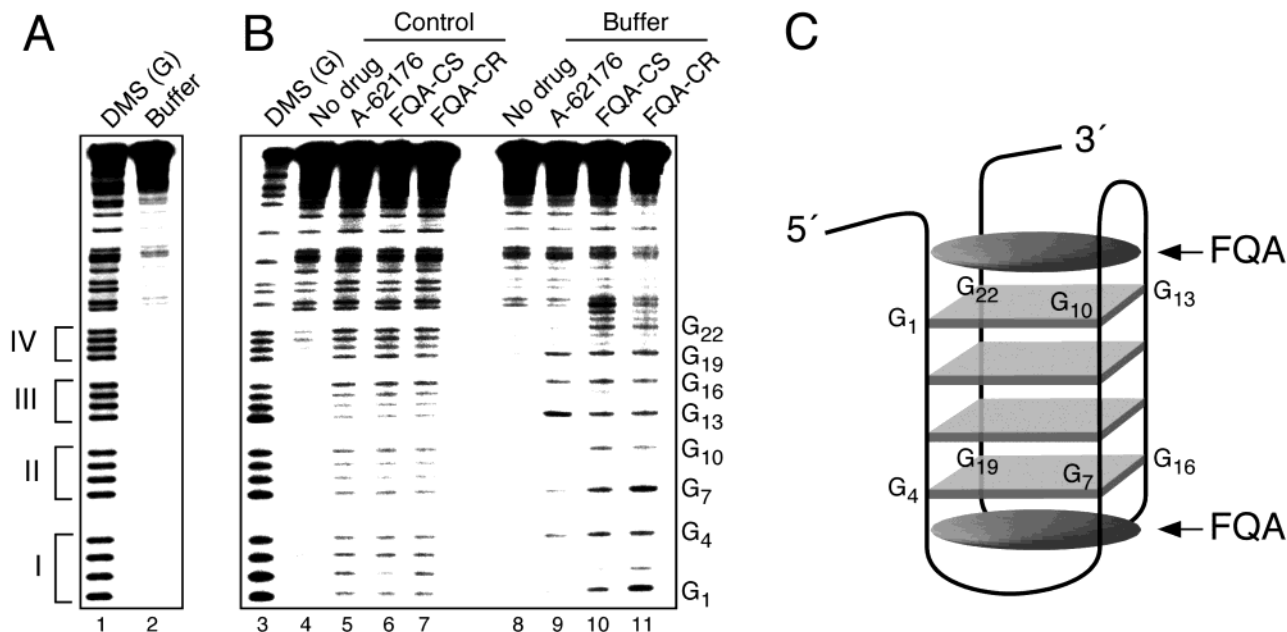 A
B
C
Control
Buffer
DMS (G)
Buffer
DMS (G)
No drug
A-62176
FQA-CS
FQA-CR
No drug
A-62176
FQA-CS
FQA-CR
IV
III
II
I
G22
G19
G16
G13
G10
G7
G4
G1
1 2
3 4 5 6 7 8 9 10 11
3´
5´
FQA
G22
G10
G13
G1
G19
G7
G16
G4
FQA